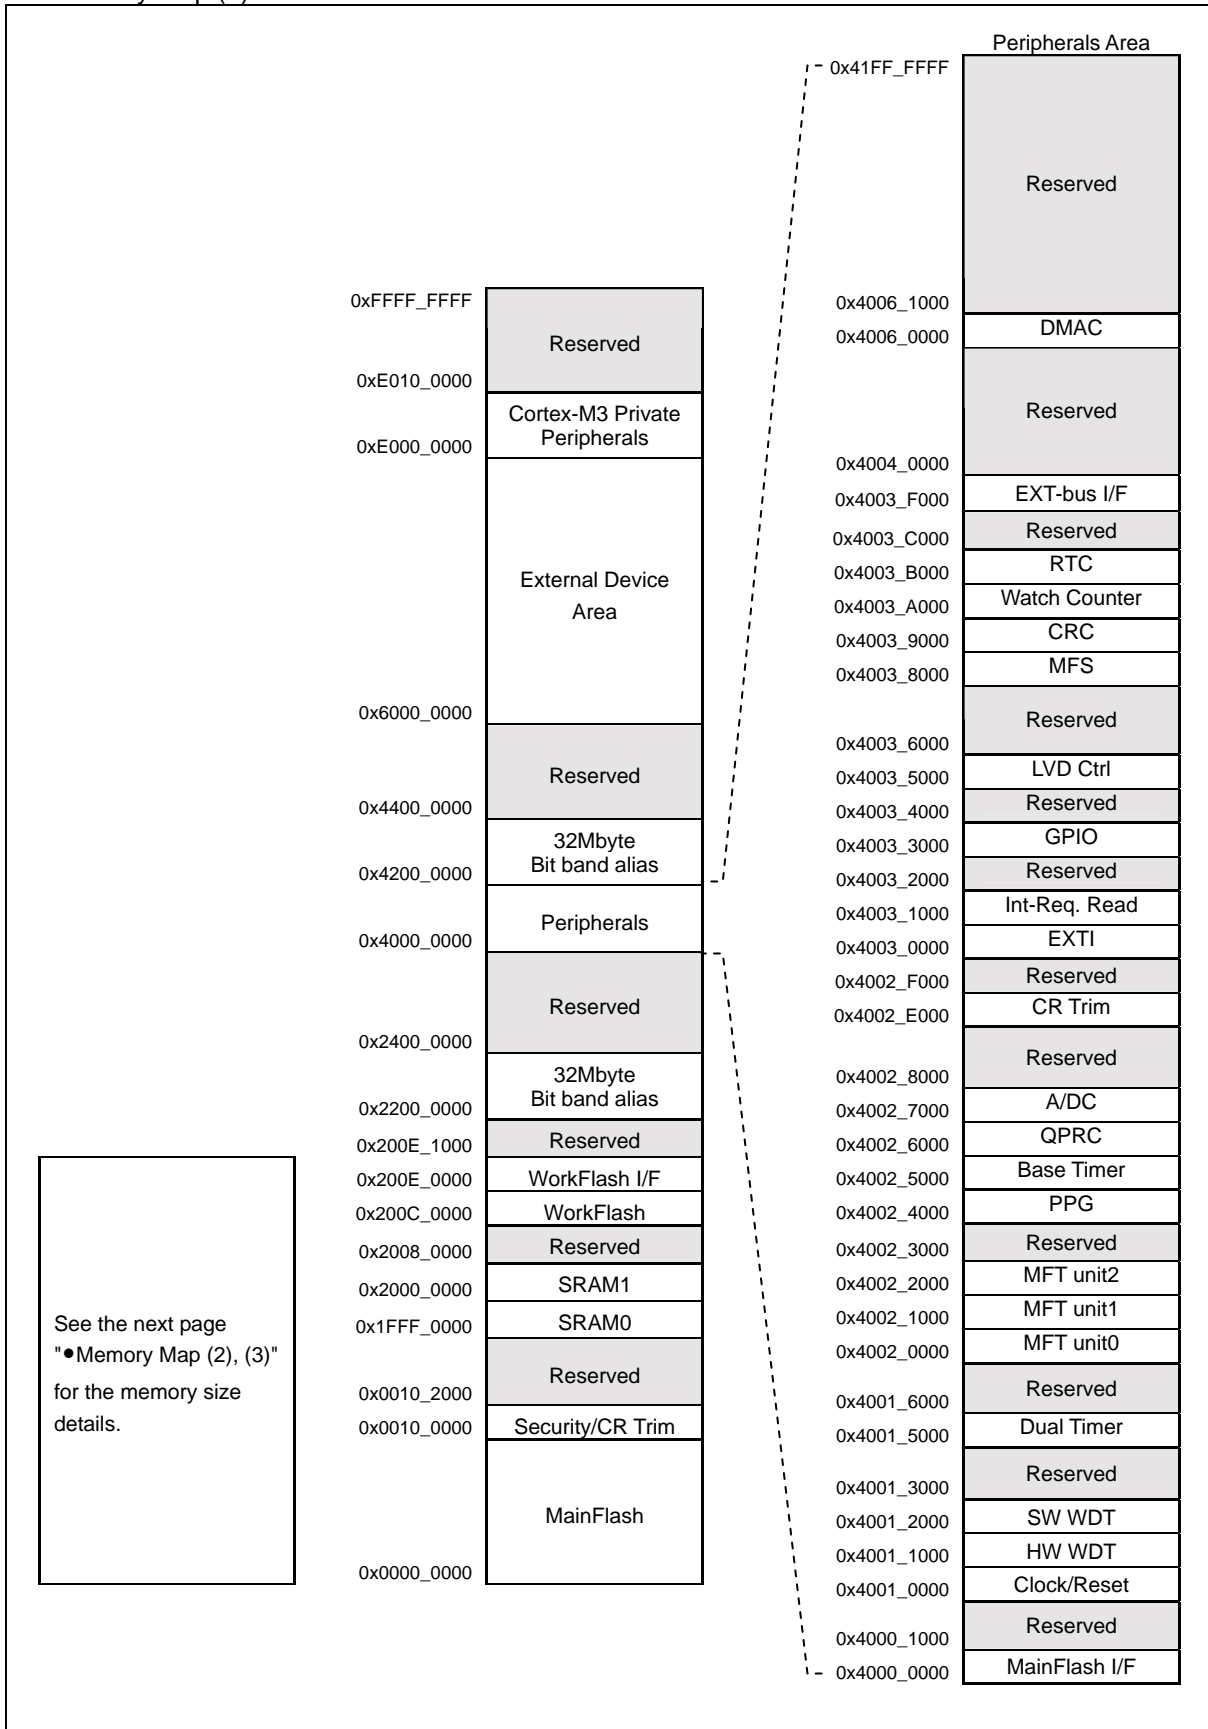 Peripherals Area
0x41FF_FFFF
Reserved
0x4006_1000
DMAC
0x4006_0000
Reserved
0x4004_0000
EXT-bus I/F
0x4003_F000
Reserved
0x4003_C000
RTC
0x4003_B000
Watch Counter
0x4003_A000
CRC
0x4003_9000
MFS
0x4003_8000
Reserved
0x4003_6000
LVD Ctrl
0x4003_5000
Reserved
0x4003_4000
GPIO
0x4003_3000
Reserved
0x4003_2000
Int-Req. Read
0x4003_1000
EXTI
0x4003_0000
Reserved
0x4002_F000
CR Trim
0x4002_E000
Reserved
0x4002_8000
A/DC
0x4002_7000
QPRC
0x4002_6000
Base Timer
0x4002_5000
PPG
0x4002_4000
Reserved
0x4002_3000
MFT unit2
0x4002_2000
MFT unit1
0x4002_1000
MFT unit0
0x4002_0000
Reserved
0x4001_6000
Dual Timer
0x4001_5000
Reserved
0x4001_3000
SW WDT
0x4001_2000
HW WDT
0x4001_1000
Clock/Reset
0x4001_0000
Reserved
0x4000_1000
MainFlash I/F
0x4000_0000
0xFFFF_FFFF
Reserved
0xE010_0000
Cortex-M3 Private
Peripherals
0xE000_0000
External Device
Area
0x6000_0000
Reserved
0x4400_0000
32Mbyte
Bit band alias
0x4200_0000
Peripherals
0x4000_0000
Reserved
0x2400_0000
32Mbyte
Bit band alias
0x2200_0000
Reserved
0x200E_1000
WorkFlash I/F
0x200E_0000
WorkFlash
0x200C_0000
Reserved
0x2008_0000
SRAM1
0x2000_0000
SRAM0
0x1FFF_0000
Reserved
0x0010_2000
Security/CR Trim
0x0010_0000
MainFlash
0x0000_0000
See the next page
"●Memory Map (2), (3)"
for the memory size
details.